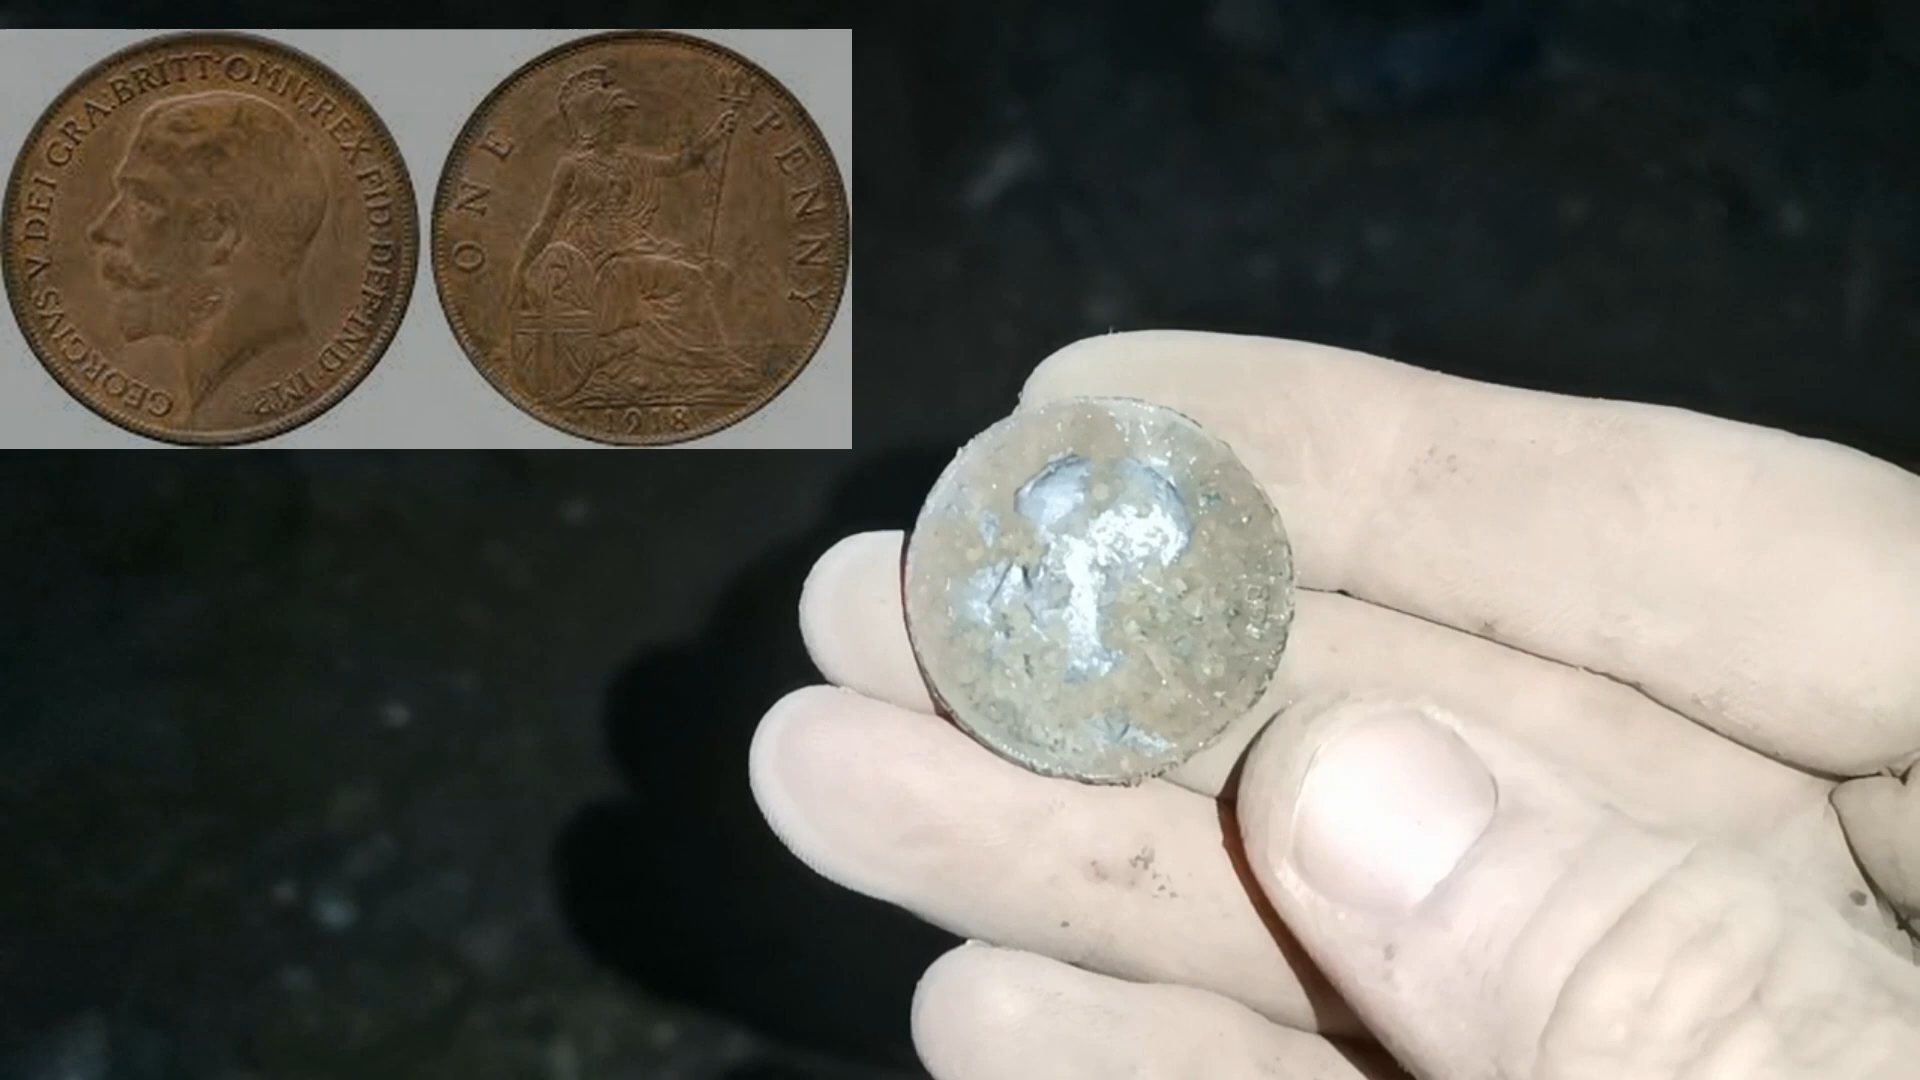 GEORGIVS V DEI GRA: BRITT: OMN: REX FID: DEF: IND: IMP:
ONE PENNY
1918